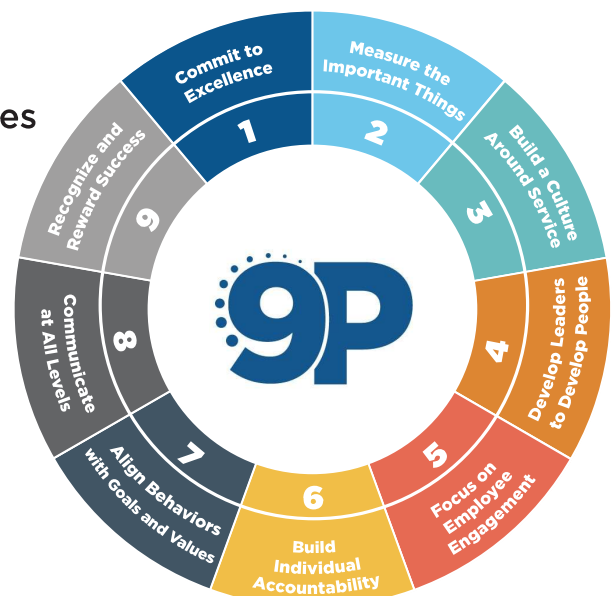 es
Commit to
Excellence
1
Measure the
Important Things
2
Build a Culture
Around Service
3
Develop Leaders
to Develop People
4
Focus on
Employee
Engagement
5
Build
Individual
Accountability
6
Align Behaviors
with Goals and Values
7
Communicate
at All Levels
8
Recognize and
Reward Success
9
9P